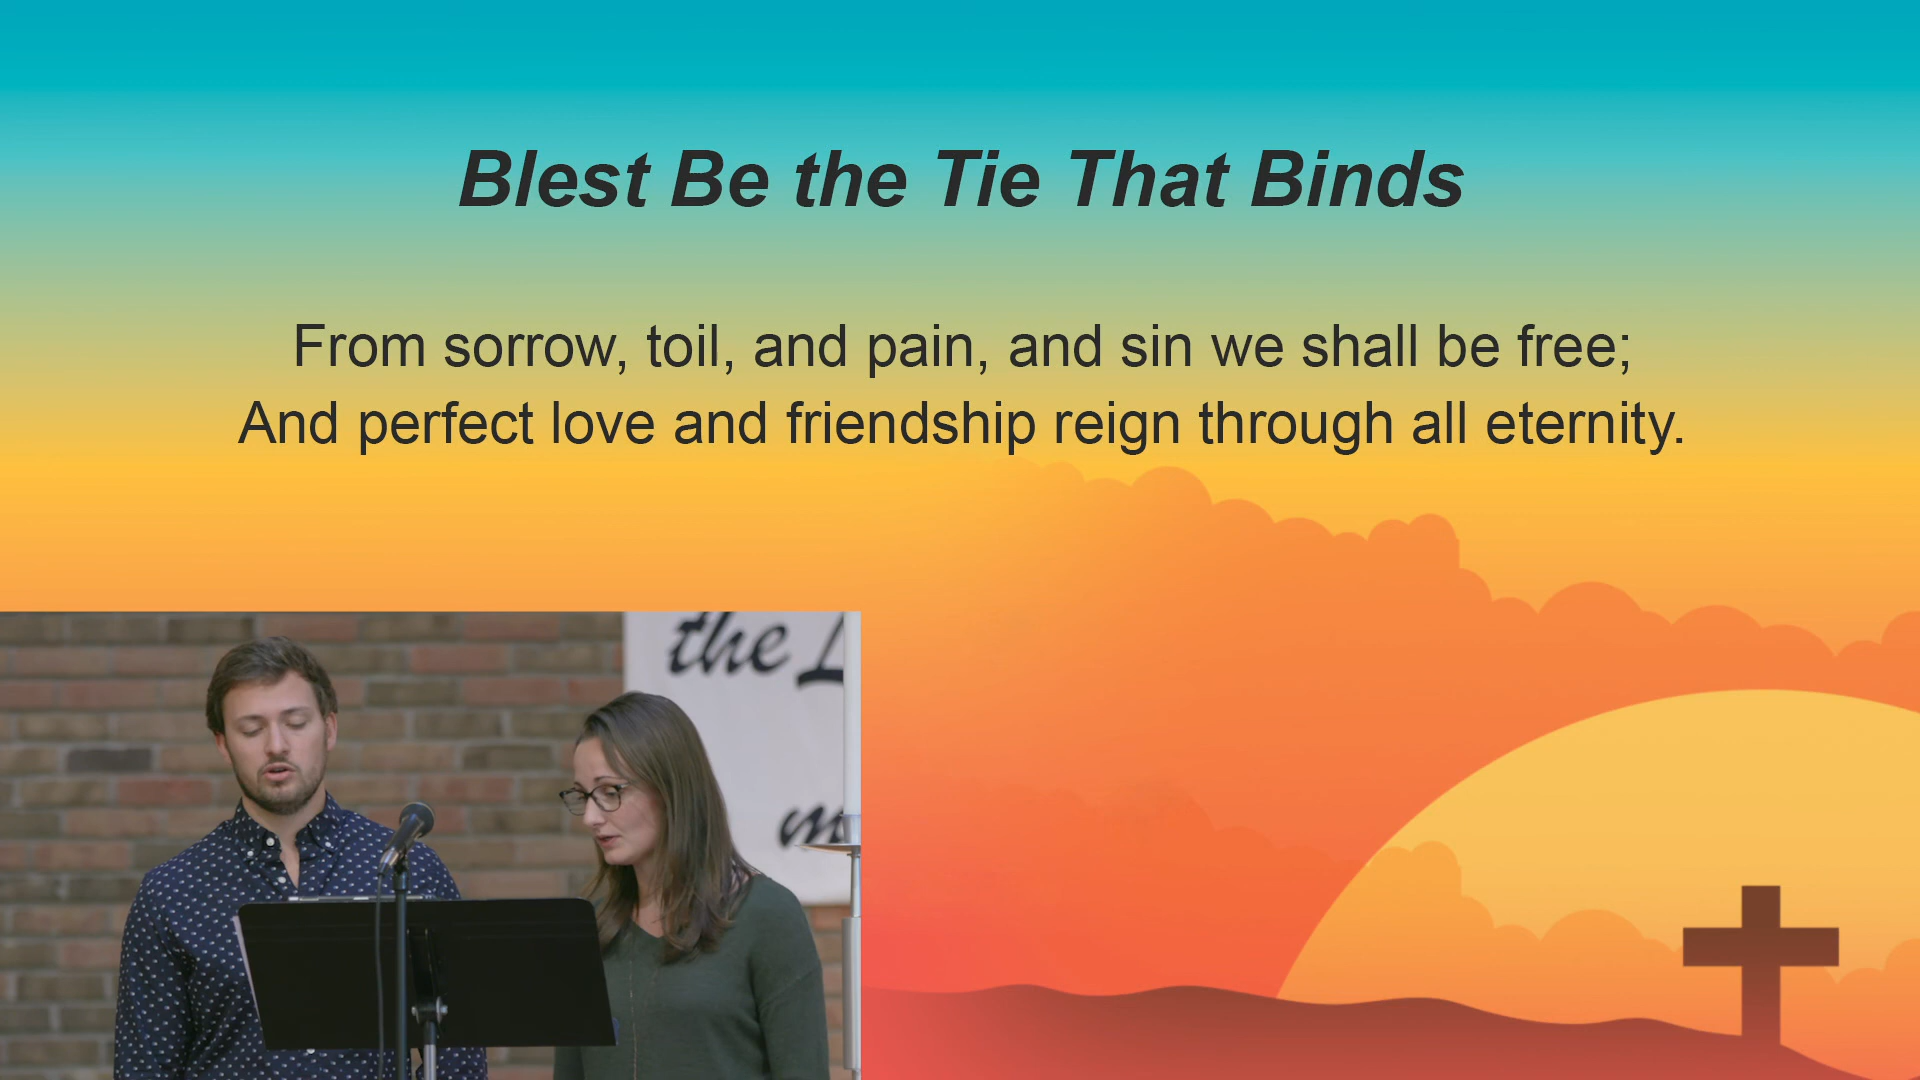 Blest Be the Tie That Binds
From sorrow, toil, and pain, and sin we shall be free;
And perfect love and friendship reign through all eternity.
the